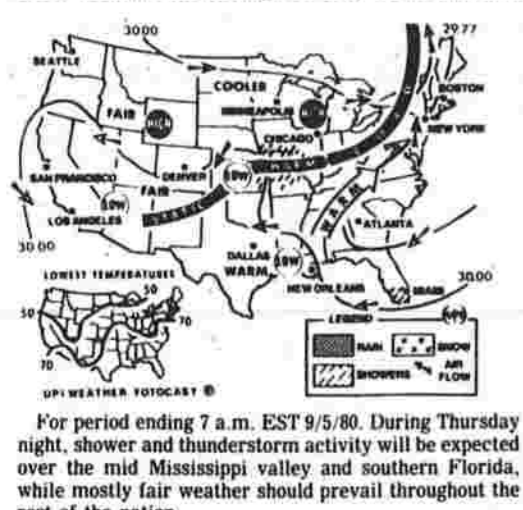 30.00
29.77
SEATTLE
COOLER
BOSTON
FAIR
HIGH
MINNEAPOLIS
HIGH
NEW YORK
CHICAGO
SAN FRANCISCO
DENVER
LOW
FAIR
LOW
WARM
LOS ANGELES
ATLANTA
30.00
DALLAS
LOW
WARM
NEW ORLEANS
MIAMI
30.00
LOWEST TEMPERATURES
50
50
70
70
LEGEND
RAIN
SNOW
SHOWERS
AIR FLOW
UPI WEATHER FOTOCAST ©
For period ending 7 a.m. EST 9/5/80. During Thursday
night, shower and thunderstorm activity will be expected
over the mid Mississippi valley and southern Florida,
while mostly fair weather should prevail throughout the